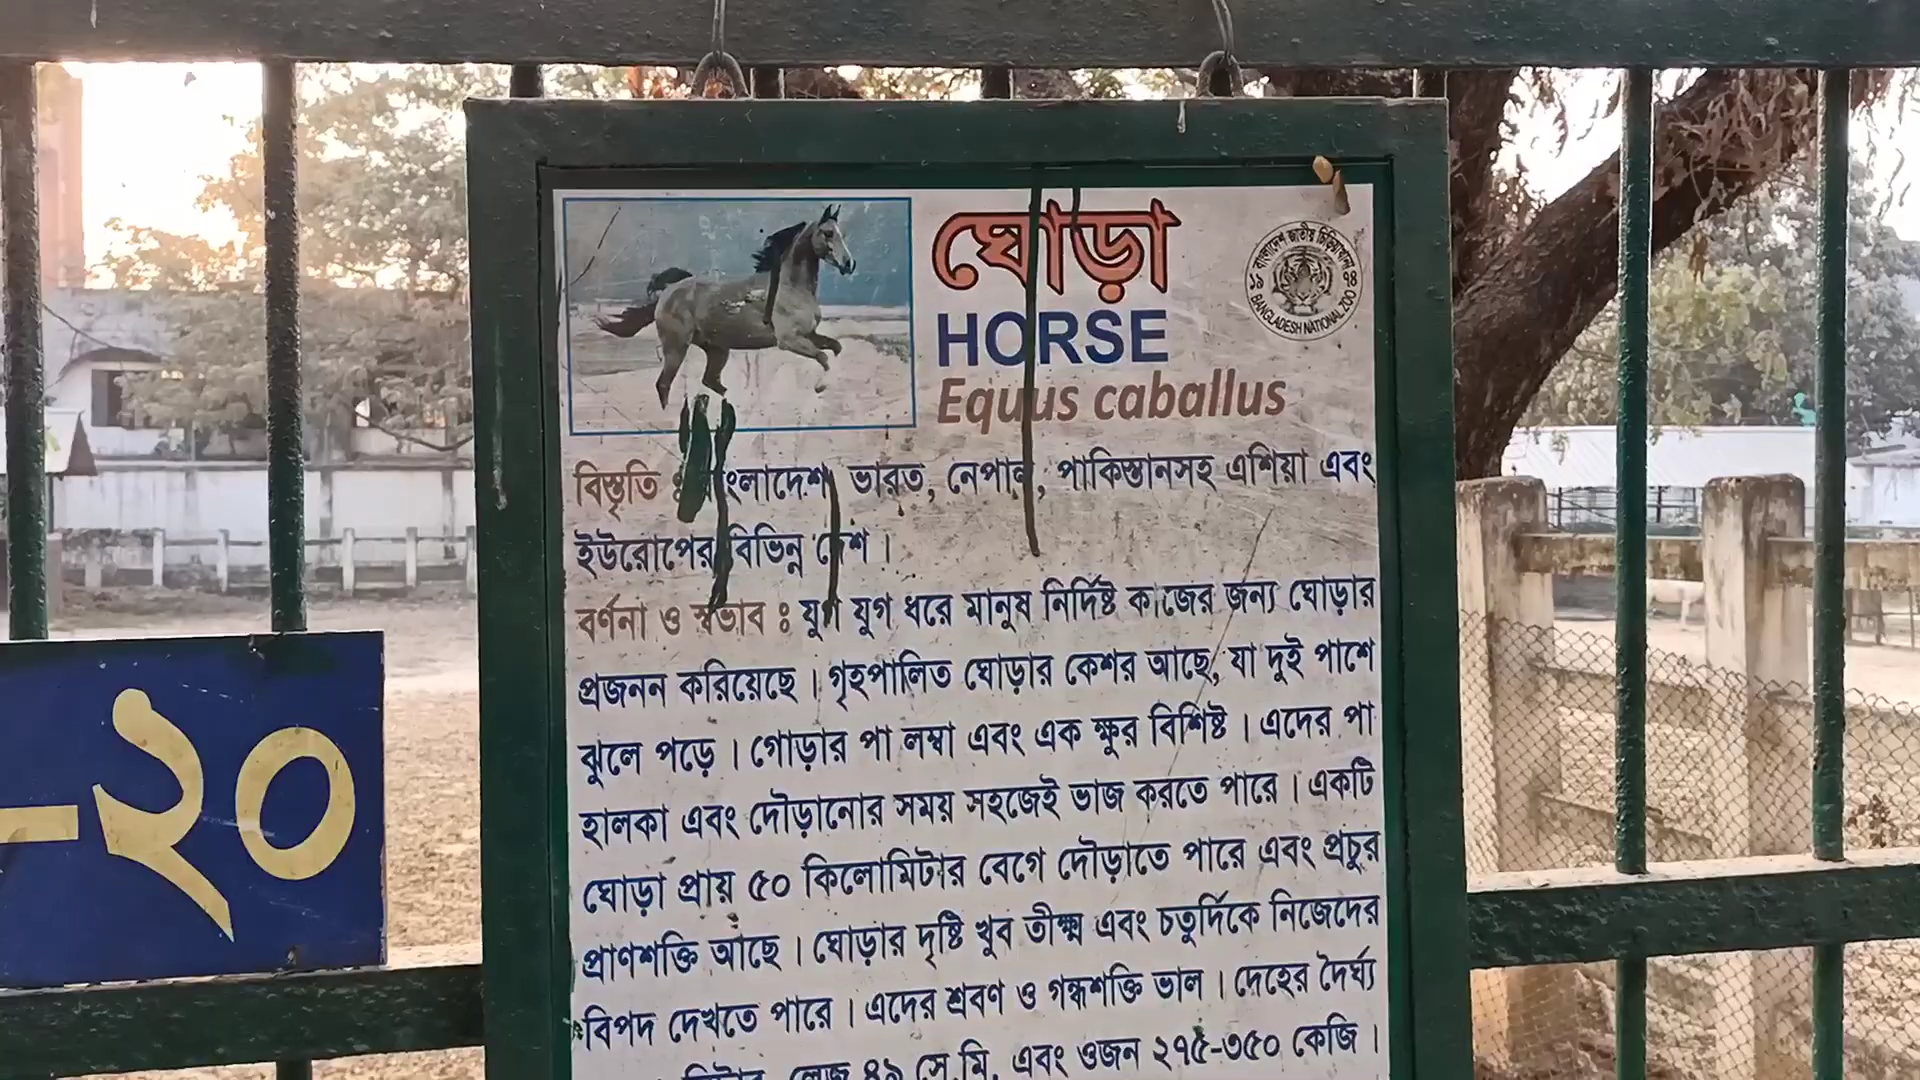 ঘোড়া
HORSE
Equus caballus
বাংলাদেশ জাতীয় চিড়িয়াখানা
১৯ ৭৪
BANGLADESH NATIONAL ZOO
বিস্তৃতি ঃ বাংলাদেশ, ভারত, নেপাল, পাকিস্তানসহ এশিয়া এবং
ইউরোপের বিভিন্ন দেশ।
বর্ণনা ও স্বভাব ঃ যুগ যুগ ধরে মানুষ নির্দিষ্ট কাজের জন্য ঘোড়ার
প্রজনন করিয়েছে। গৃহপালিত ঘোড়ার কেশর আছে, যা দুই পাশে
ঝুলে পড়ে। গোড়ার পা লম্বা এবং এক ক্ষুর বিশিষ্ট। এদের পা
হালকা এবং দৌড়ানোর সময় সহজেই ভাজ করতে পারে। একটি
ঘোড়া প্রায় ৫০ কিলোমিটার বেগে দৌড়াতে পারে এবং প্রচুর
প্রাণশক্তি আছে। ঘোড়ার দৃষ্টি খুব তীক্ষ্ম এবং চতুর্দিকে নিজেদের
বিপদ দেখতে পারে। এদের শ্রবণ ও গন্ধশক্তি ভাল। দেহের দৈর্ঘ্য
মিটার, লেজ ৪৯ সে.মি. এবং ওজন ২৭৫-৩৫০ কেজি।
-২০